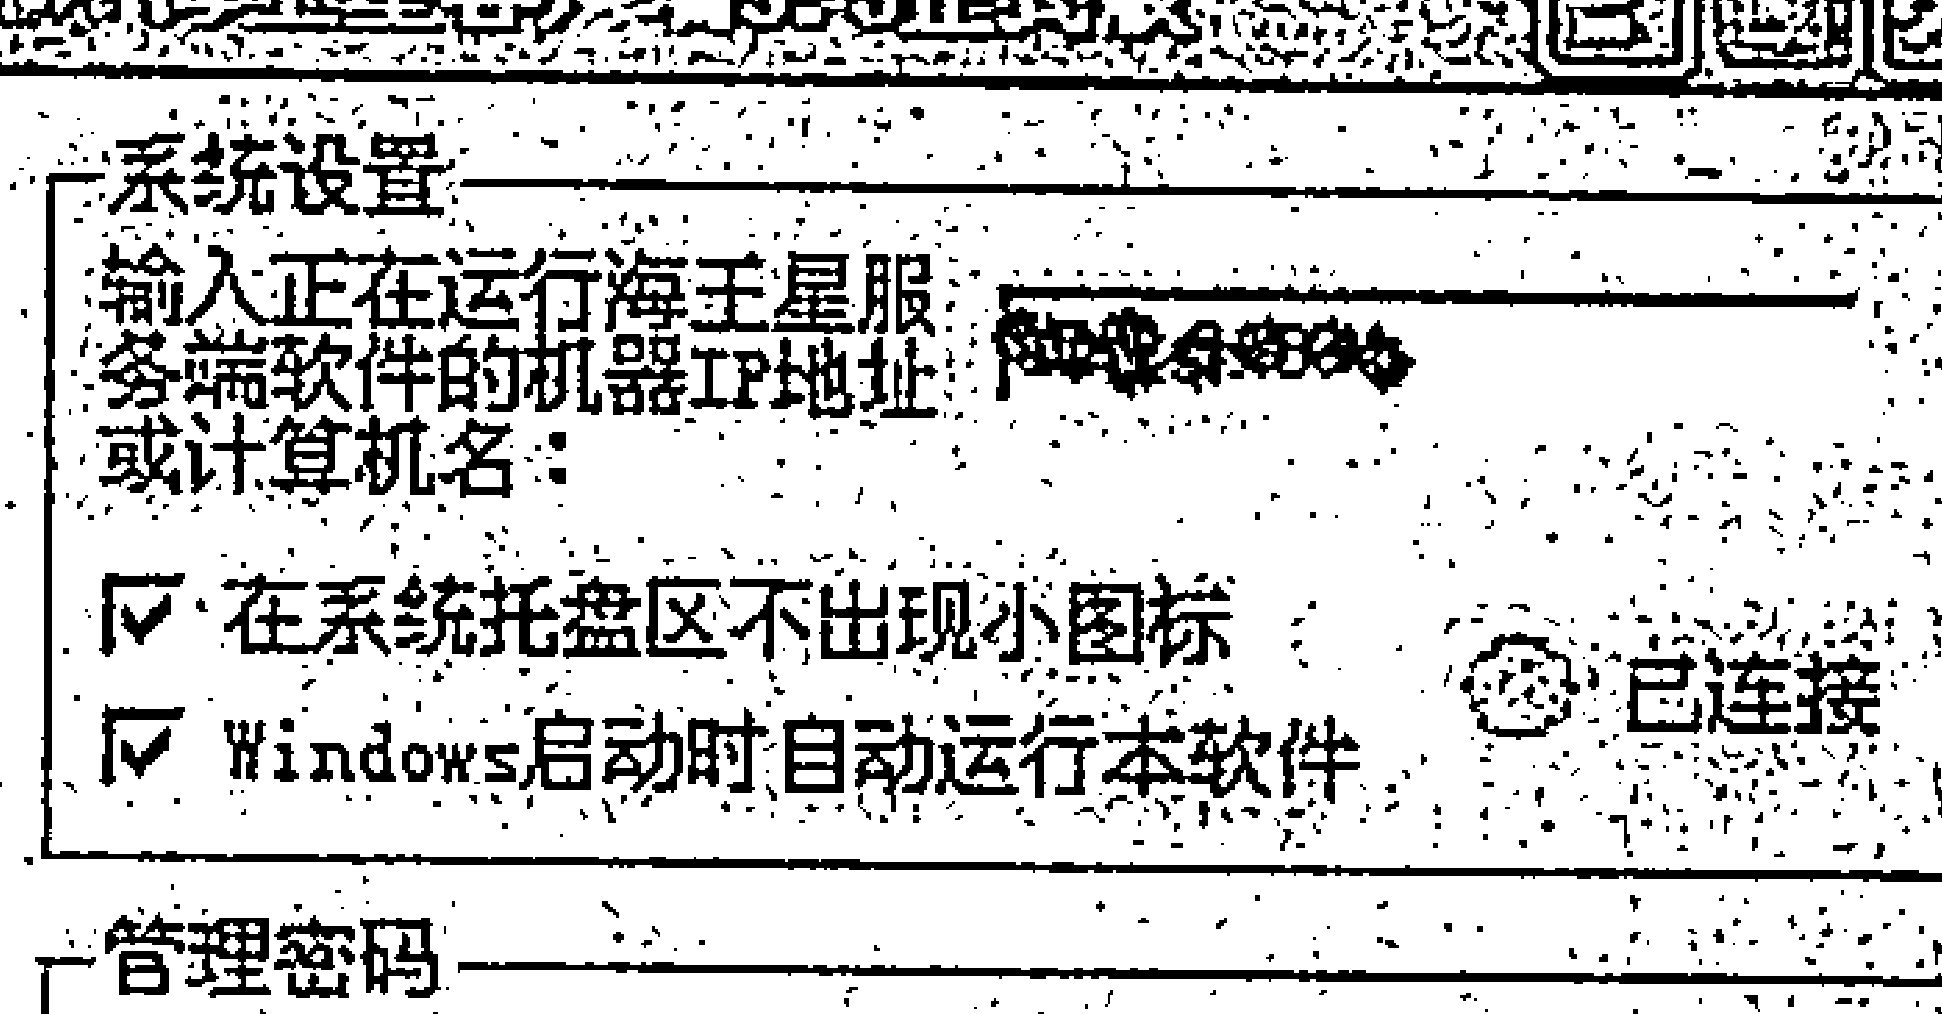 系统设置
输入正在运行海王星服
务端软件的机器IP地址
或计算机名：
在系统托盘区不出现小图标
已连接
Windows启动时自动运行本软件
管理密码